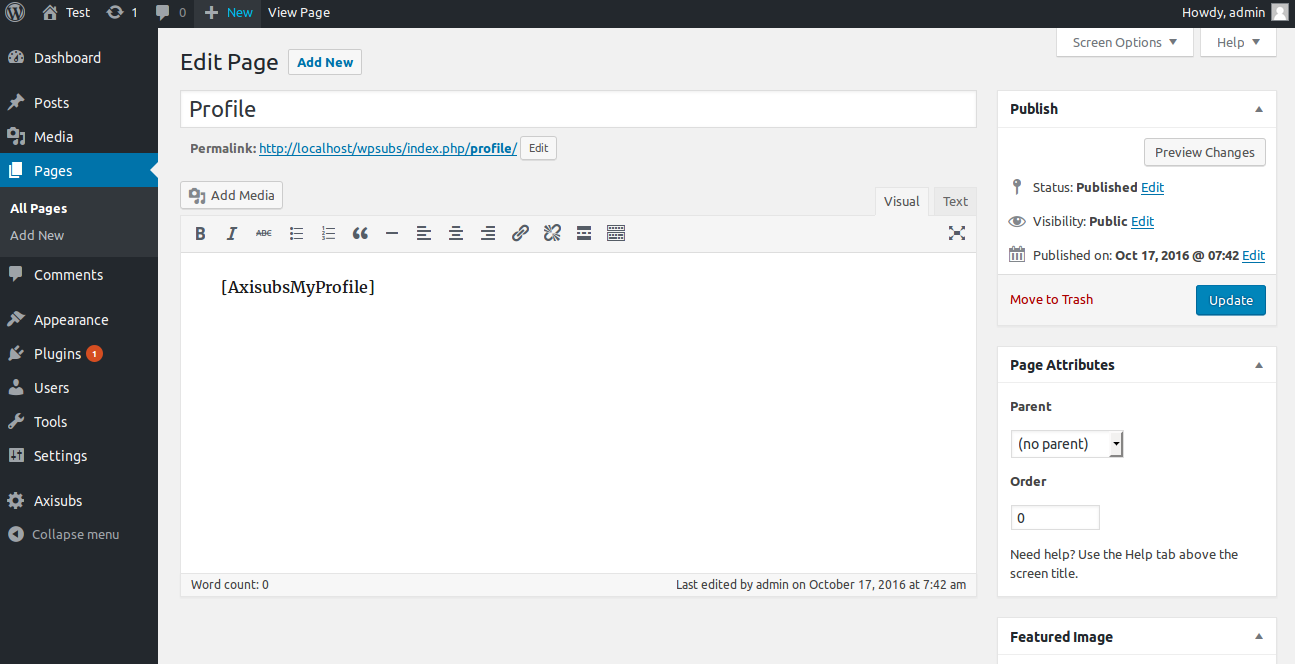 Test 1 0 New View Page Howdy, admin
Screen Options Help
Dashboard
Posts
Media
Pages
All Pages
Add New
Comments
Appearance
Plugins 1
Users
Tools
Settings
Axisubs
Collapse menu
Edit Page Add New
Profile
Permalink: http://localhost/wpsubs/index.php/profile/ Edit
Add Media
Visual Text
B I ABC
[AxisubsMyProfile]
Word count: 0 Last edited by admin on October 17, 2016 at 7:42 am
Publish
Preview Changes
Status: Published Edit
Visibility: Public Edit
Published on: Oct 17, 2016 @ 07:42 Edit
Move to Trash Update
Page Attributes
Parent
(no parent)
Order
0
Need help? Use the Help tab above the
screen title.
Featured Image